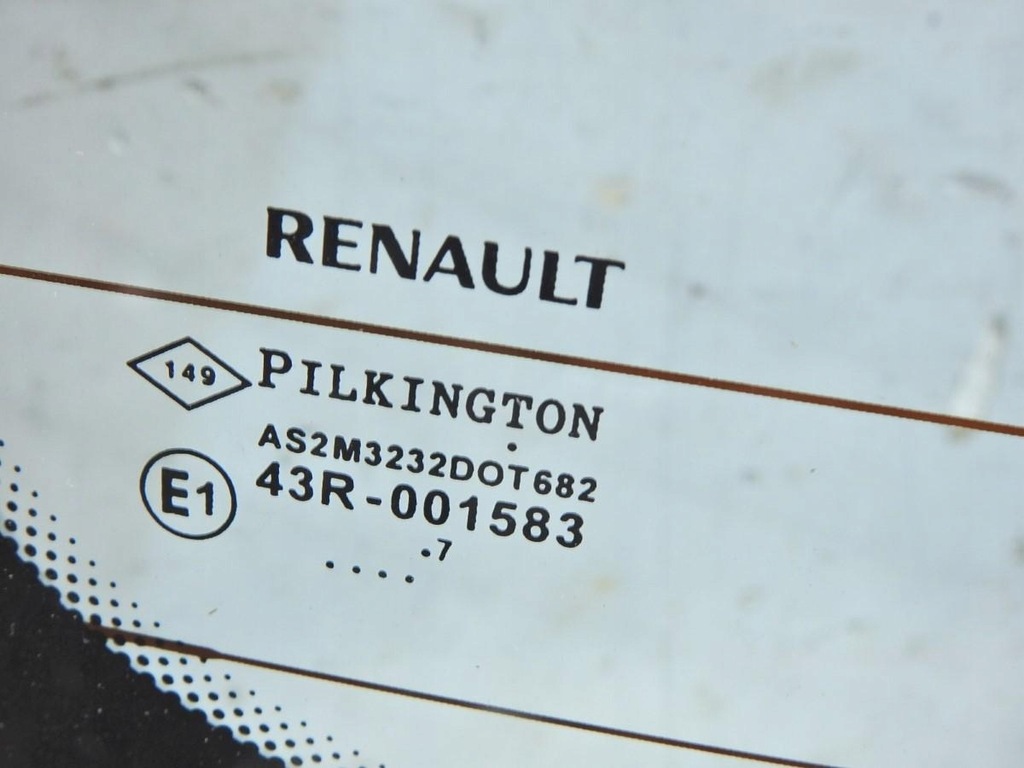 RENAULT
149
PILKINGTON
AS2M3232DOT682
E1
43R-001583
.7
....